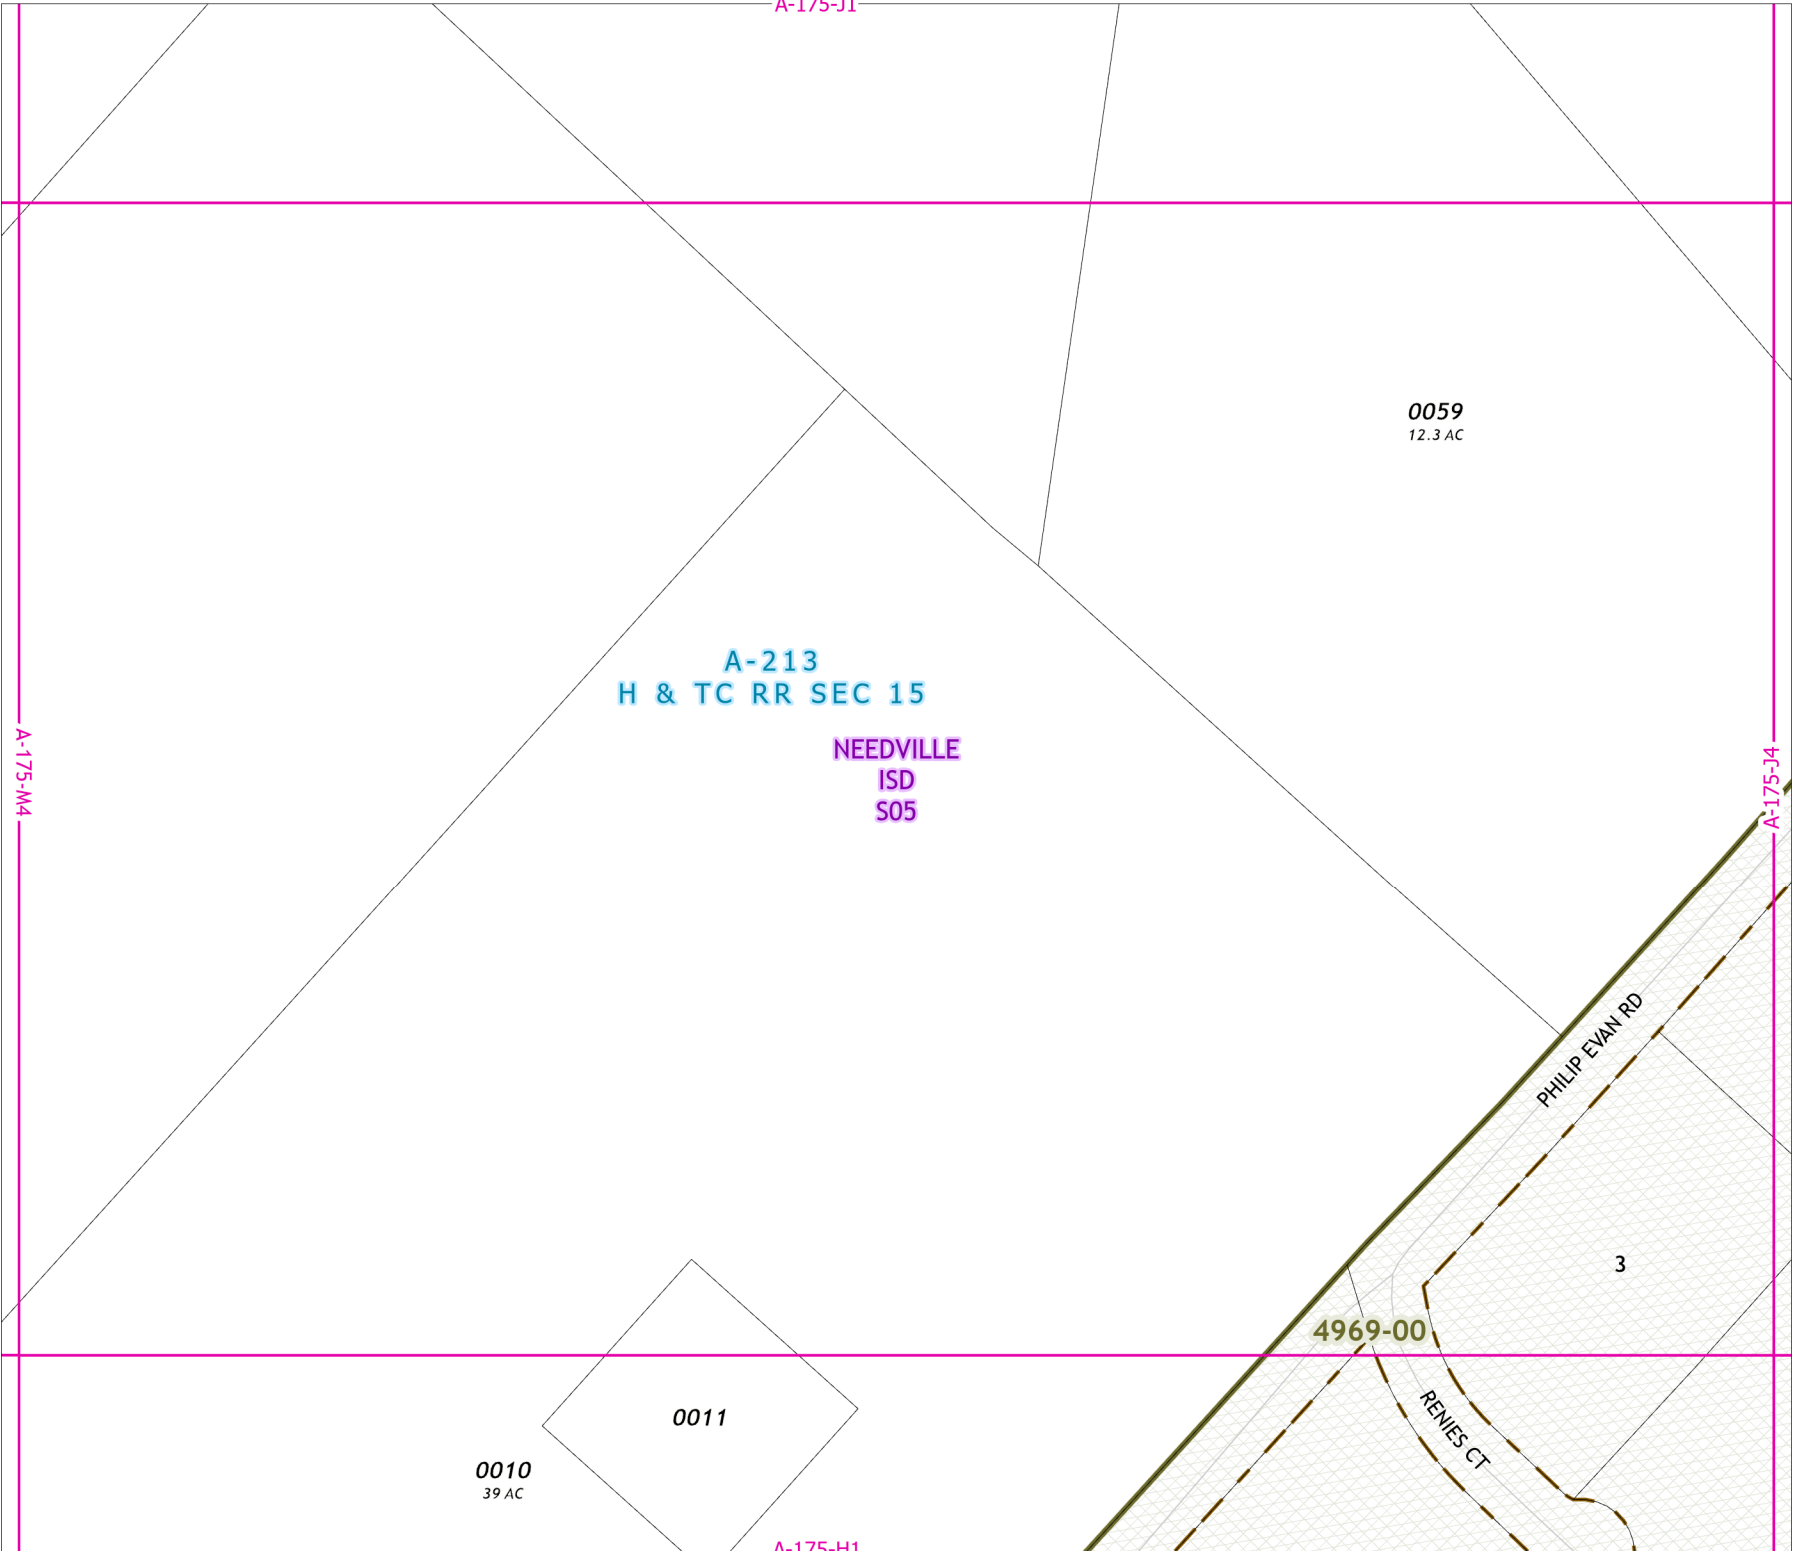 A-175-J1
0059
12.3 AC
A-213
H & TC RR SEC 15
NEEDVILLE
ISD
S05
A-175-M4
A-175-J4
PHILIP EVAN RD
3
4969-00
RENIES CT
0011
0010
39 AC
A-175-H1